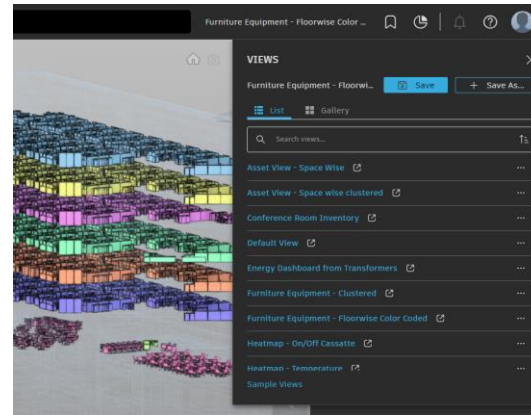 Furniture Equipment - Floorwise Color ...
VIEWS
Furniture Equipment - Floorwi...
Save
+ Save As...
List
Gallery
Search views...
Asset View - Space Wise
Asset View - Space wise clustered
Conference Room Inventory
Default View
Energy Dashboard from Transformers
Furniture Equipment - Clustered
Furniture Equipment - Floorwise Color Coded
Heatmap - On/Off Cassatte
Heatmap - Temperature
Sample Views